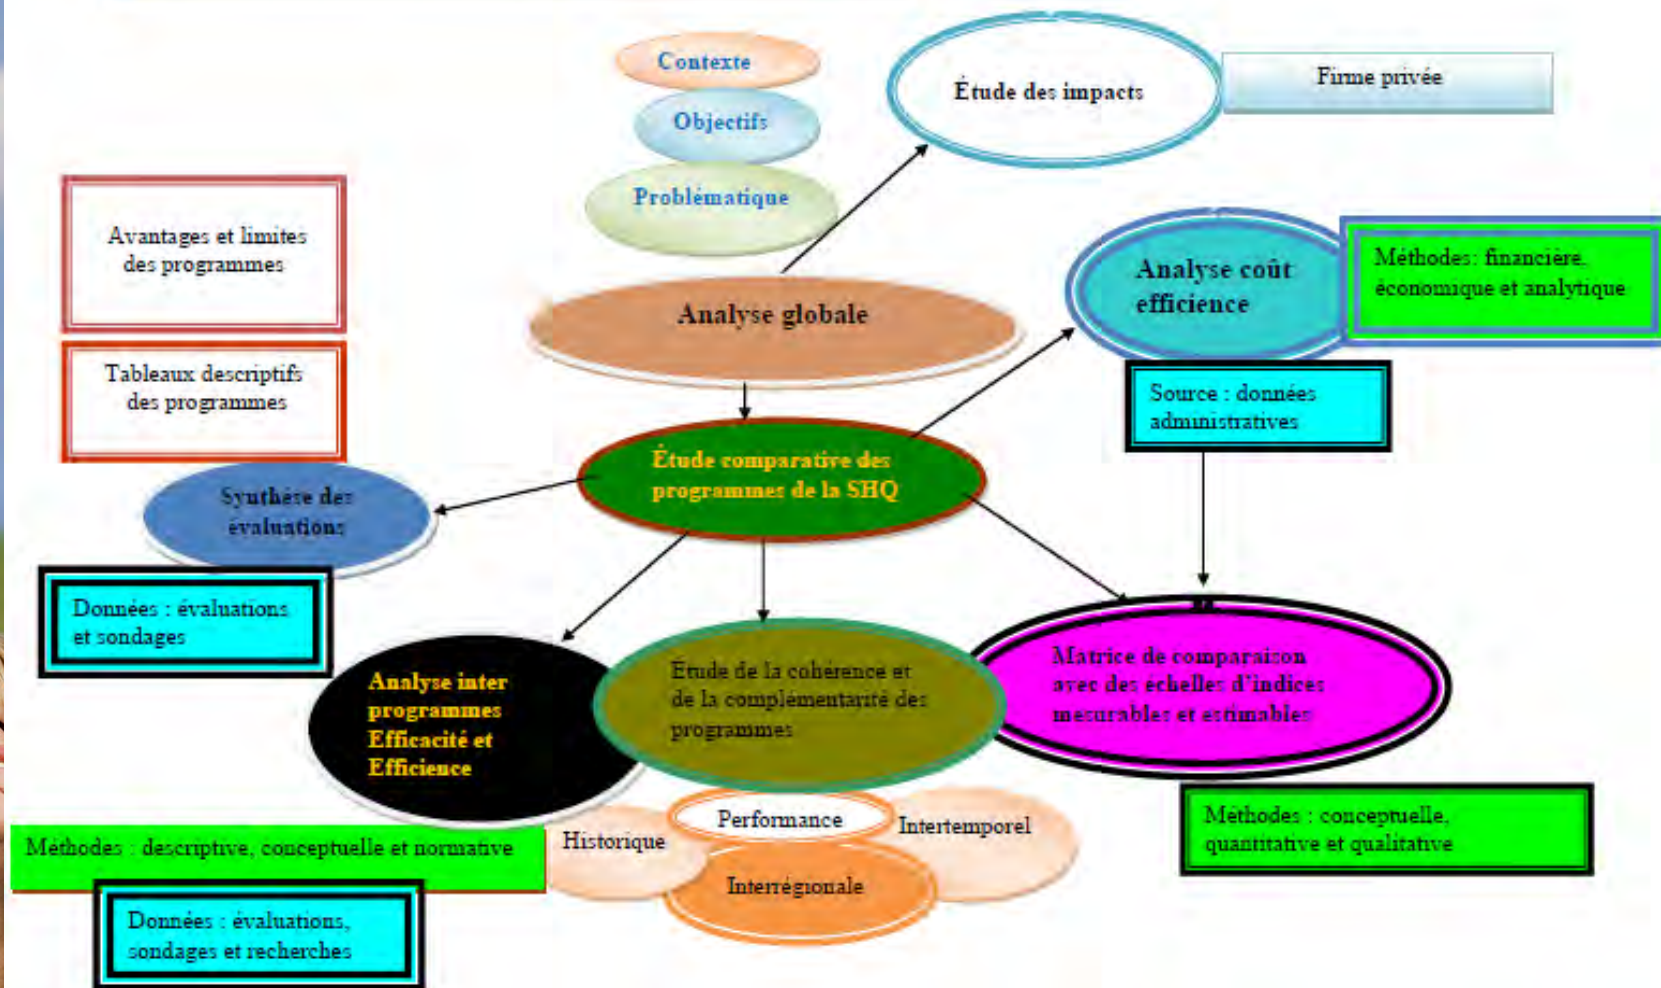 Contexte
Étude des impacts
Firme privée
Objectifs
Problématique
Avantages et limites
des programmes
Analyse coût
efficience
Méthodes: financière,
économique et analytique
Analyse globale
Tableaux descriptifs
des programmes
Source : données
administratives
Étude comparative des
programmes de la SHQ
Synthèse des
évaluations
Données : évaluations
et sondages
Analyse inter
programmes
Efficacité et
Efficience
Etude de la cohérence et
de la complémentarité des
programmes
Matrice de comparaison
avec des échelles d'indices
mesurables et estimables
Performance
Historique
Intertemporel
Interrégionale
Méthodes : conceptuelle,
quantitative et qualitative
Méthodes : descriptive, conceptuelle et normative
Données : évaluations,
sondages et recherches